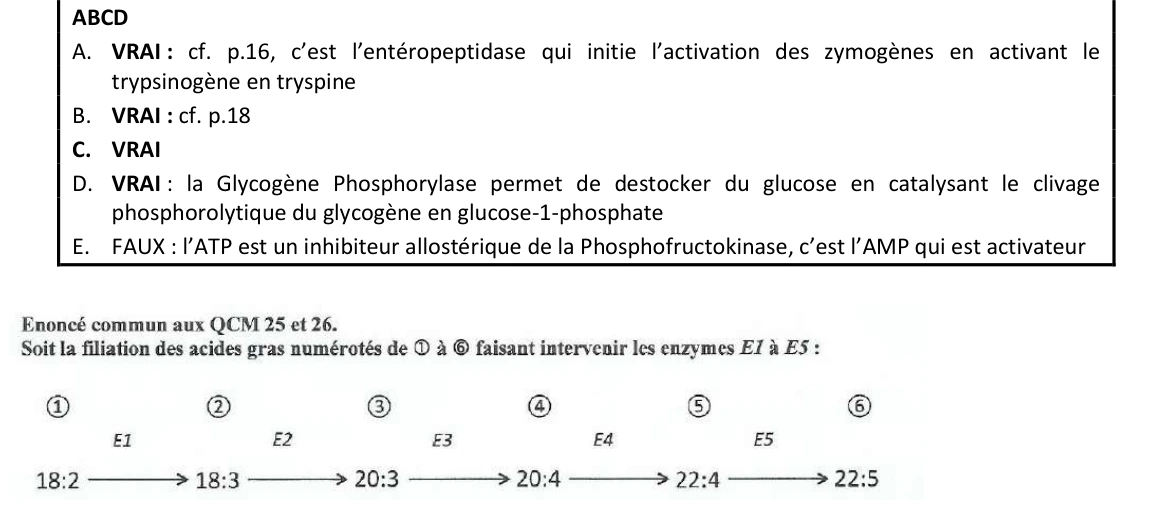 ABCD
A. VRAI : cf. p.16, c’est l’entéropeptidase qui initie l’activation des zymogènes en activant le
trypsinogène en tryspine
B. VRAI : cf. p.18
C. VRAI
D. VRAI : la Glycogène Phosphorylase permet de destocker du glucose en catalysant le clivage
phosphorolytique du glycogène en glucose-1-phosphate
E. FAUX : l’ATP est un inhibiteur allostérique de la Phosphofructokinase, c’est l’AMP qui est activateur
Enoncé commun aux QCM 25 et 26.
Soit la filiation des acides gras numérotés de ① à ⑥ faisant intervenir les enzymes E1 à E5 :
① ② ③ ④ ⑤ ⑥
E1 E2 E3 E4 E5
18:2 → 18:3 → 20:3 → 20:4 → 22:4 → 22:5